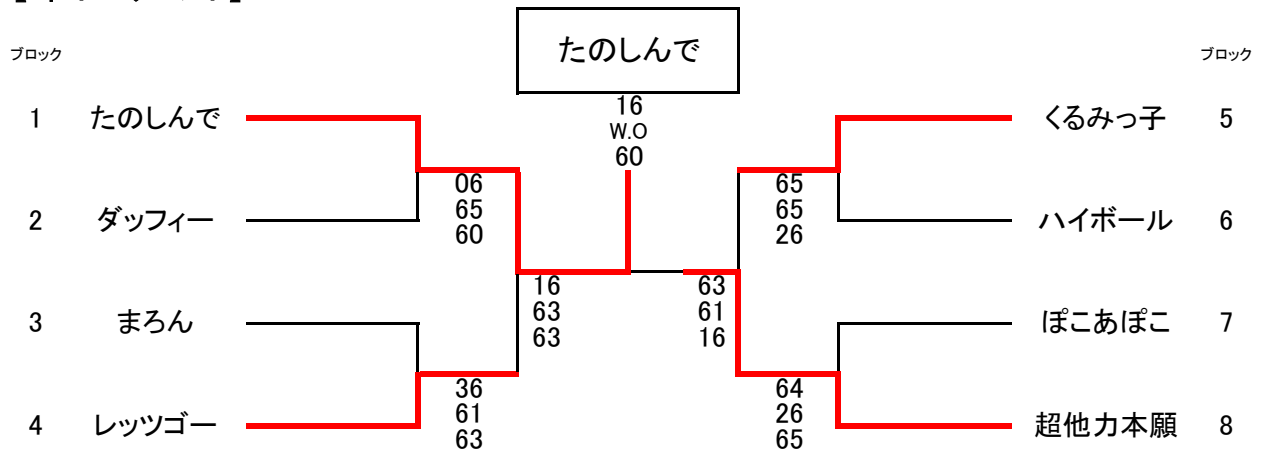 たのしんで
ブロック
ブロック
16
W.O
60
1 たのしんで
くるみっ子 5
06
65
60
65
65
26
2 ダッフィー
ハイボール 6
16
63
63
63
61
16
3 まろん
ぽこあぽこ 7
36
61
63
64
26
65
4 レッツゴー
超他力本願 8